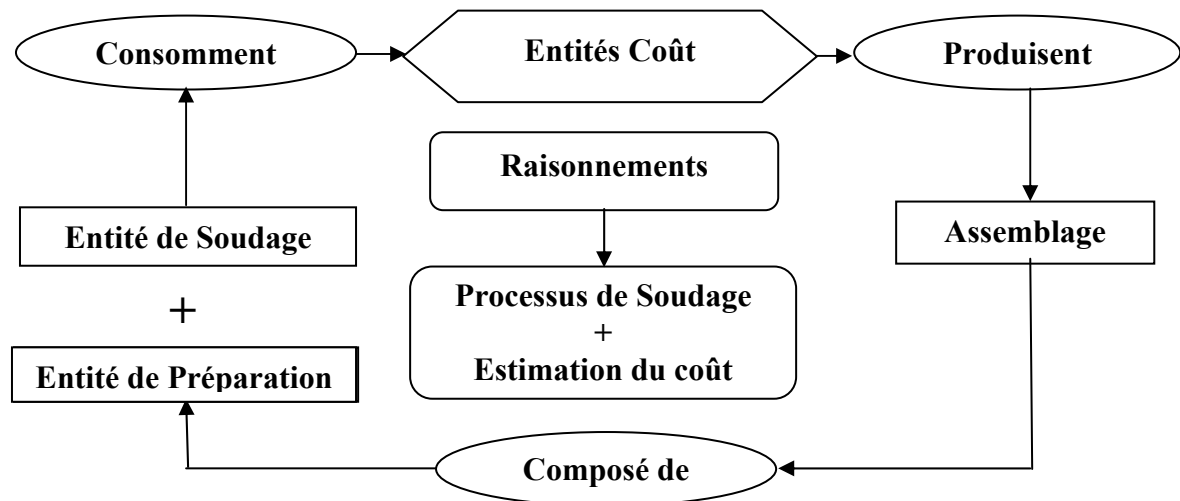 Consomment
Entités Coût
Produisent
Raisonnements
Entité de Soudage
Assemblage
+
Processus de Soudage
+
Estimation du coût
Entité de Préparation
Composé de